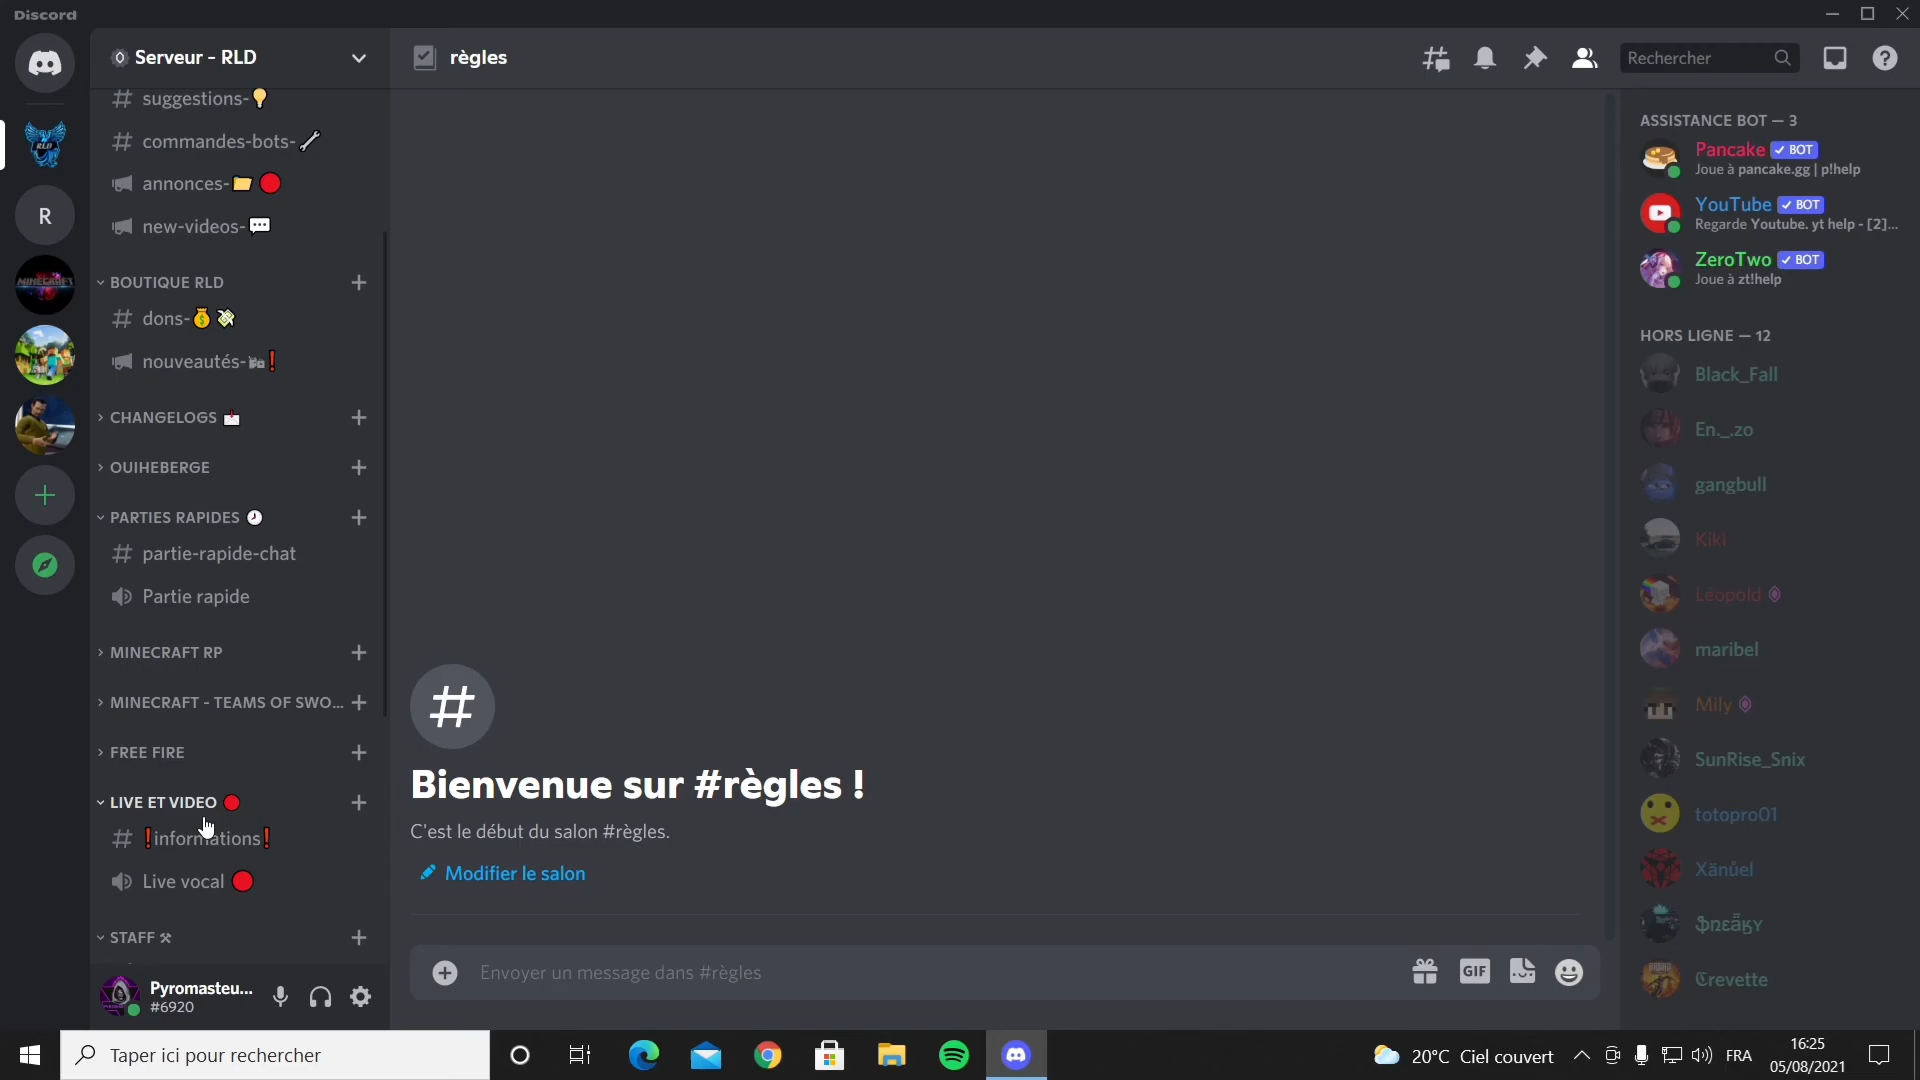 Discord
Serveur - RLD
règles
Rechercher
suggestions-💡
commandes-bots-🔧
annonces-📁🔴
new-videos-💬
BOUTIQUE RLD
dons-💰💸
nouveautés-🏘❗
CHANGELOGS 📩
OUIHEBERGE
PARTIES RAPIDES 🕗
partie-rapide-chat
Partie rapide
MINECRAFT RP
MINECRAFT - TEAMS OF SWO...
FREE FIRE
LIVE ET VIDEO 🔴
❗informations❗
Live vocal 🔴
STAFF ⚒
Pyromasteu...
#6920
R
RLD
MINECRAFT
Bienvenue sur #règles !
C'est le début du salon #règles.
Modifier le salon
Envoyer un message dans #règles
GIF
ASSISTANCE BOT — 3
Pancake ✓ BOT
Joue à pancake.gg | p!help
YouTube ✓ BOT
Regarde Youtube. yt help - [2]...
ZeroTwo ✓ BOT
Joue à zt!help
HORS LIGNE — 12
Black_Fall
En._.zo
gangbull
Kiki
Léopold
maribel
Mily
SunRise_Snix
totopro01
Xänůel
ℭrevette
Taper ici pour rechercher
20°C Ciel couvert
FRA
16:25
05/08/2021